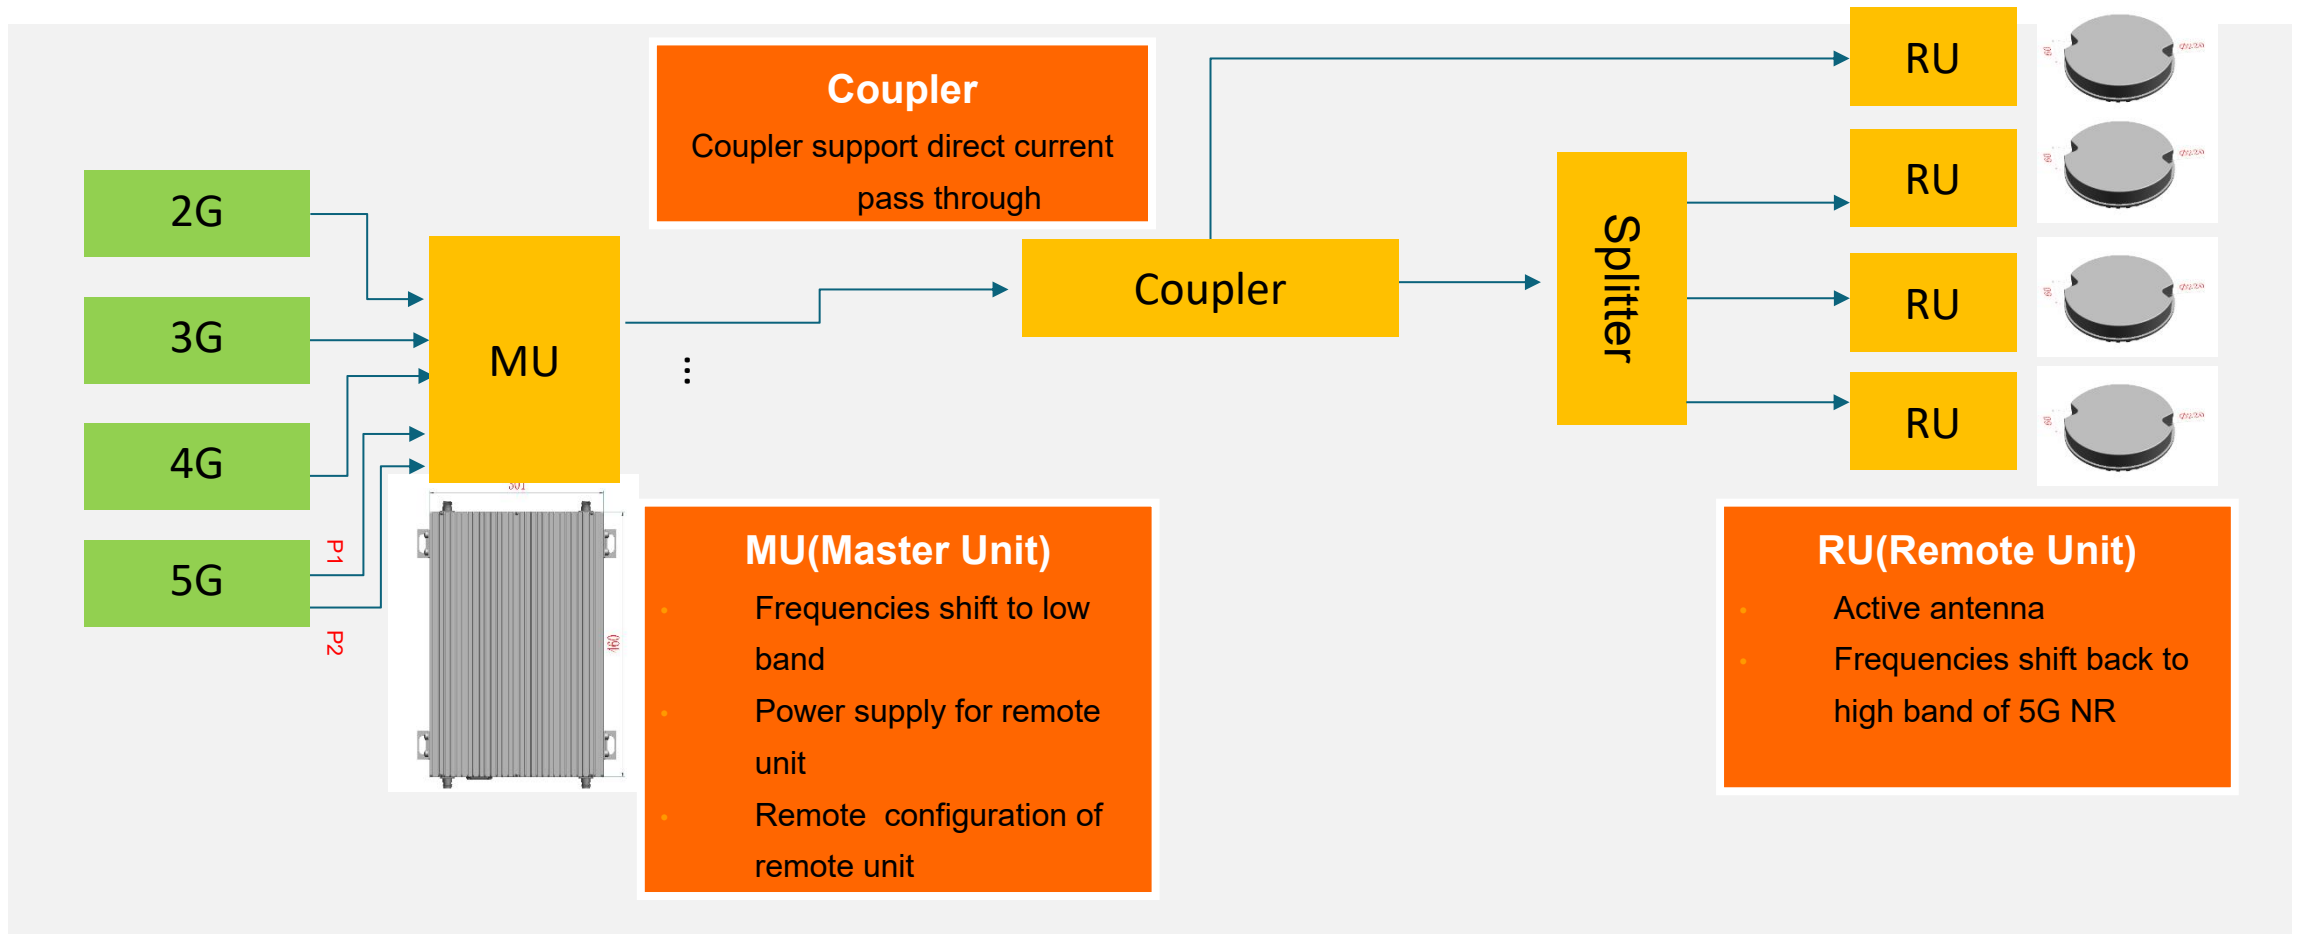 RU
RU
RU
RU
Coupler
Coupler support direct current
pass through
2G
3G
4G
5G
P1
P2
MU
⋮
Coupler
Splitter
MU(Master Unit)
• Frequencies shift to low
band
• Power supply for remote
unit
• Remote configuration of
remote unit
RU(Remote Unit)
• Active antenna
• Frequencies shift back to
high band of 5G NR